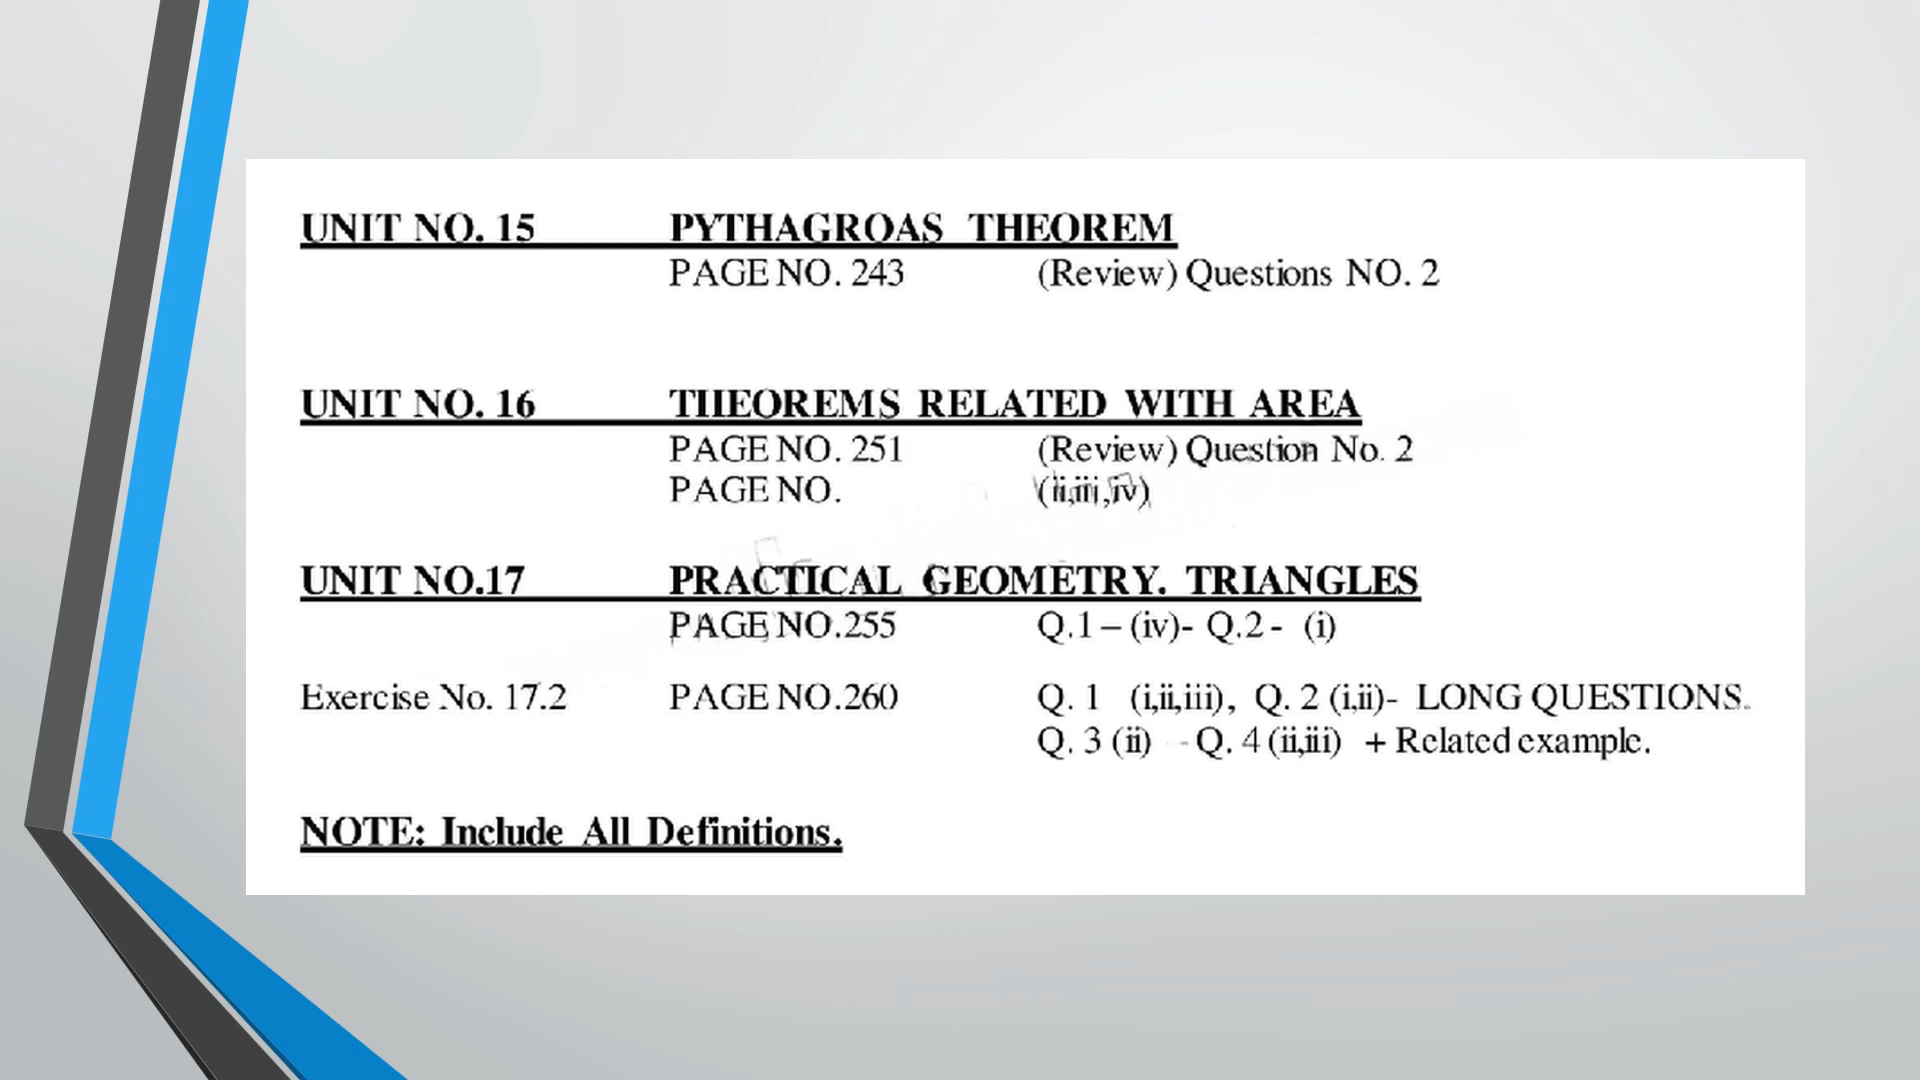 UNIT NO. 15 PYTHAGROAS THEOREM
PAGE NO. 243 (Review) Questions NO. 2
UNIT NO. 16 THEOREMS RELATED WITH AREA
PAGE NO. 251 (Review) Question No. 2
PAGE NO. (ii,iii,iv)
UNIT NO.17 PRACTICAL GEOMETRY. TRIANGLES
PAGE NO.255 Q.1 – (iv)- Q.2 - (i)
Exercise No. 17.2 PAGE NO.260 Q. 1 (i,ii,iii), Q. 2 (i,ii)- LONG QUESTIONS.
Q. 3 (ii) - Q. 4 (ii,iii) + Related example.
NOTE: Include All Definitions.